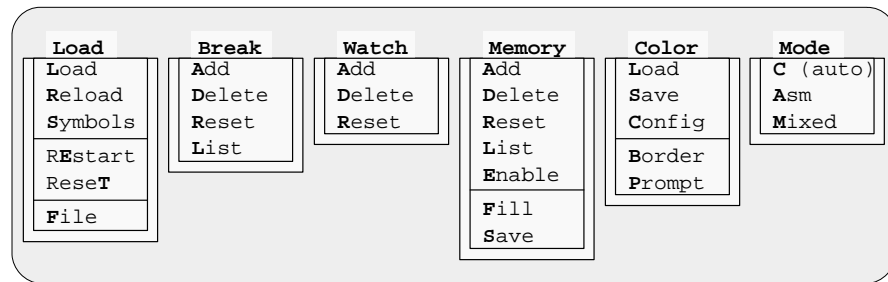 Load
Load
Reload
Symbols
REstart
ReseT
File
Break
Add
Delete
Reset
List
Watch
Add
Delete
Reset
Memory
Add
Delete
Reset
List
Enable
Fill
Save
Color
Load
Save
Config
Border
Prompt
Mode
C (auto)
Asm
Mixed